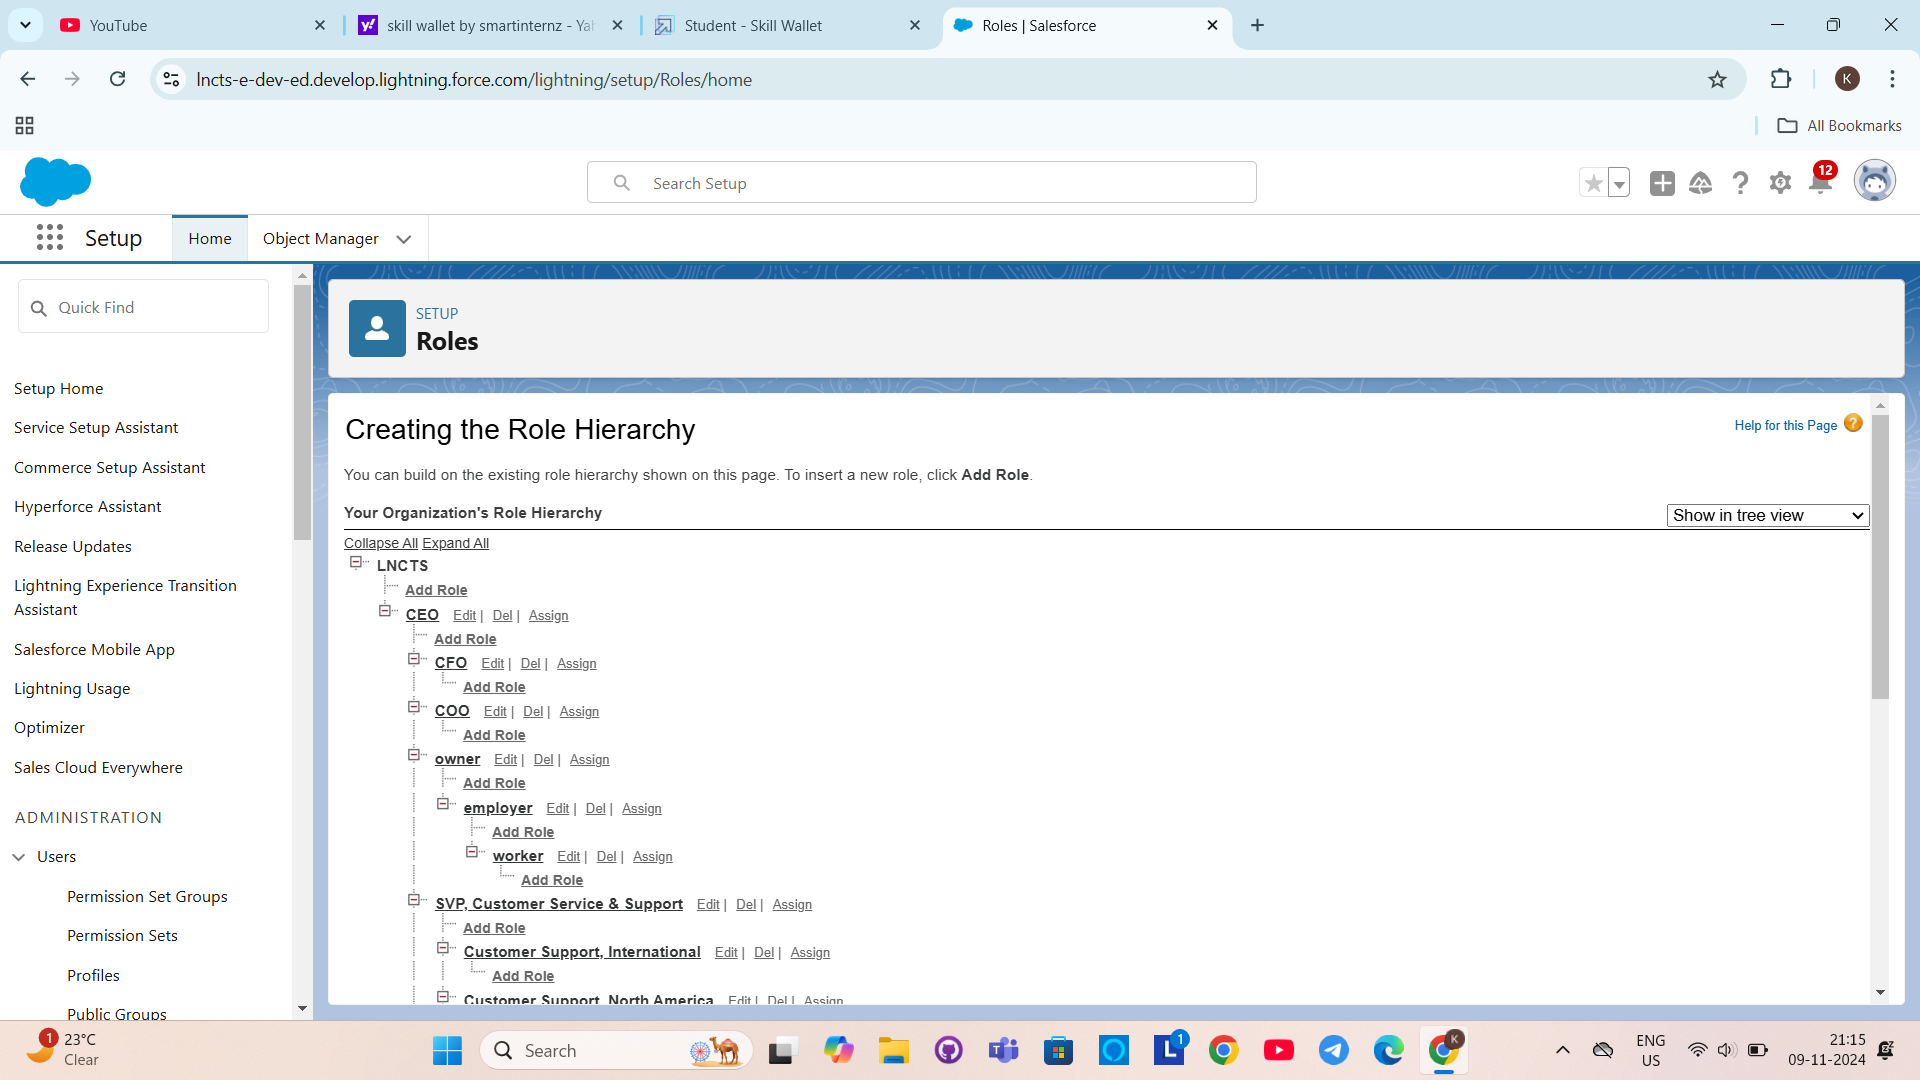 YouTube
skill wallet by smartinternz - Yah
Student - Skill Wallet
Roles | Salesforce
lncts-e-dev-ed.develop.lightning.force.com/lightning/setup/Roles/home
K
All Bookmarks
Search Setup
12
Setup
Home
Object Manager
Quick Find
Setup Home
Service Setup Assistant
Commerce Setup Assistant
Hyperforce Assistant
Release Updates
Lightning Experience Transition
Assistant
Salesforce Mobile App
Lightning Usage
Optimizer
Sales Cloud Everywhere
ADMINISTRATION
Users
Permission Set Groups
Permission Sets
Profiles
Public Groups
SETUP
Roles
Creating the Role Hierarchy
Help for this Page ?
You can build on the existing role hierarchy shown on this page. To insert a new role, click Add Role.
Your Organization's Role Hierarchy
Show in tree view
Collapse All Expand All
LNCTS
Add Role
CEO Edit | Del | Assign
Add Role
CFO Edit | Del | Assign
Add Role
COO Edit | Del | Assign
Add Role
owner Edit | Del | Assign
Add Role
employer Edit | Del | Assign
Add Role
worker Edit | Del | Assign
Add Role
SVP, Customer Service & Support Edit | Del | Assign
Add Role
Customer Support, International Edit | Del | Assign
Add Role
Customer Support, North America Edit | Del | Assign
1
23°C
Clear
Search
L
1
K
ENG
US
21:15
09-11-2024